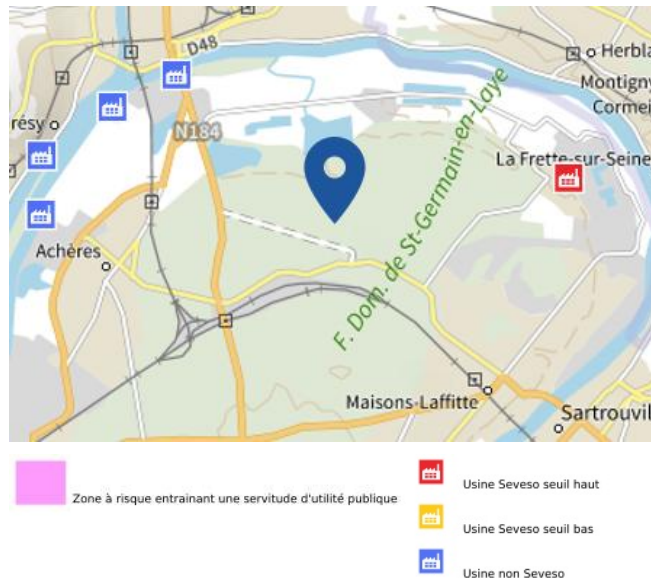 D48
Herbla
Montigny
Cormei
résy
N184
La Frette-sur-Seine
F. Dom. de St-Germain-en-Laye
Achères
Maisons-Laffitte
Sartrouvil
Zone à risque entrainant une servitude d'utilité publique
Usine Seveso seuil haut
Usine Seveso seuil bas
Usine non Seveso